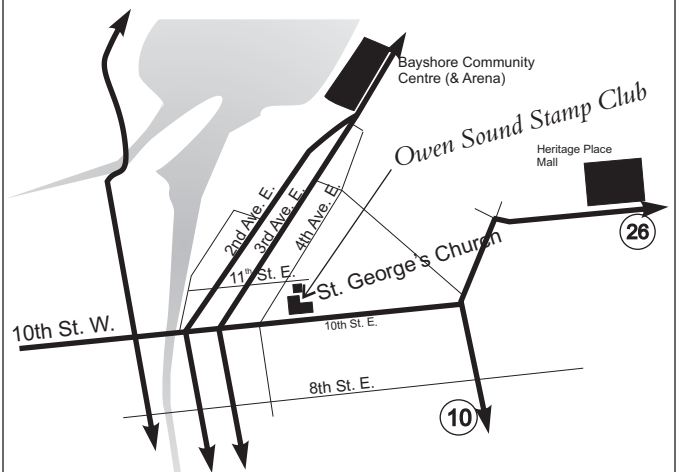 Bayshore Community
Centre (& Arena)
Owen Sound Stamp Club
Heritage Place
Mall
26
2nd Ave. E.
3rd Ave. E.
4th Ave. E.
11th St. E.
St. George's Church
10th St. W.
10th St. E.
8th St. E.
10